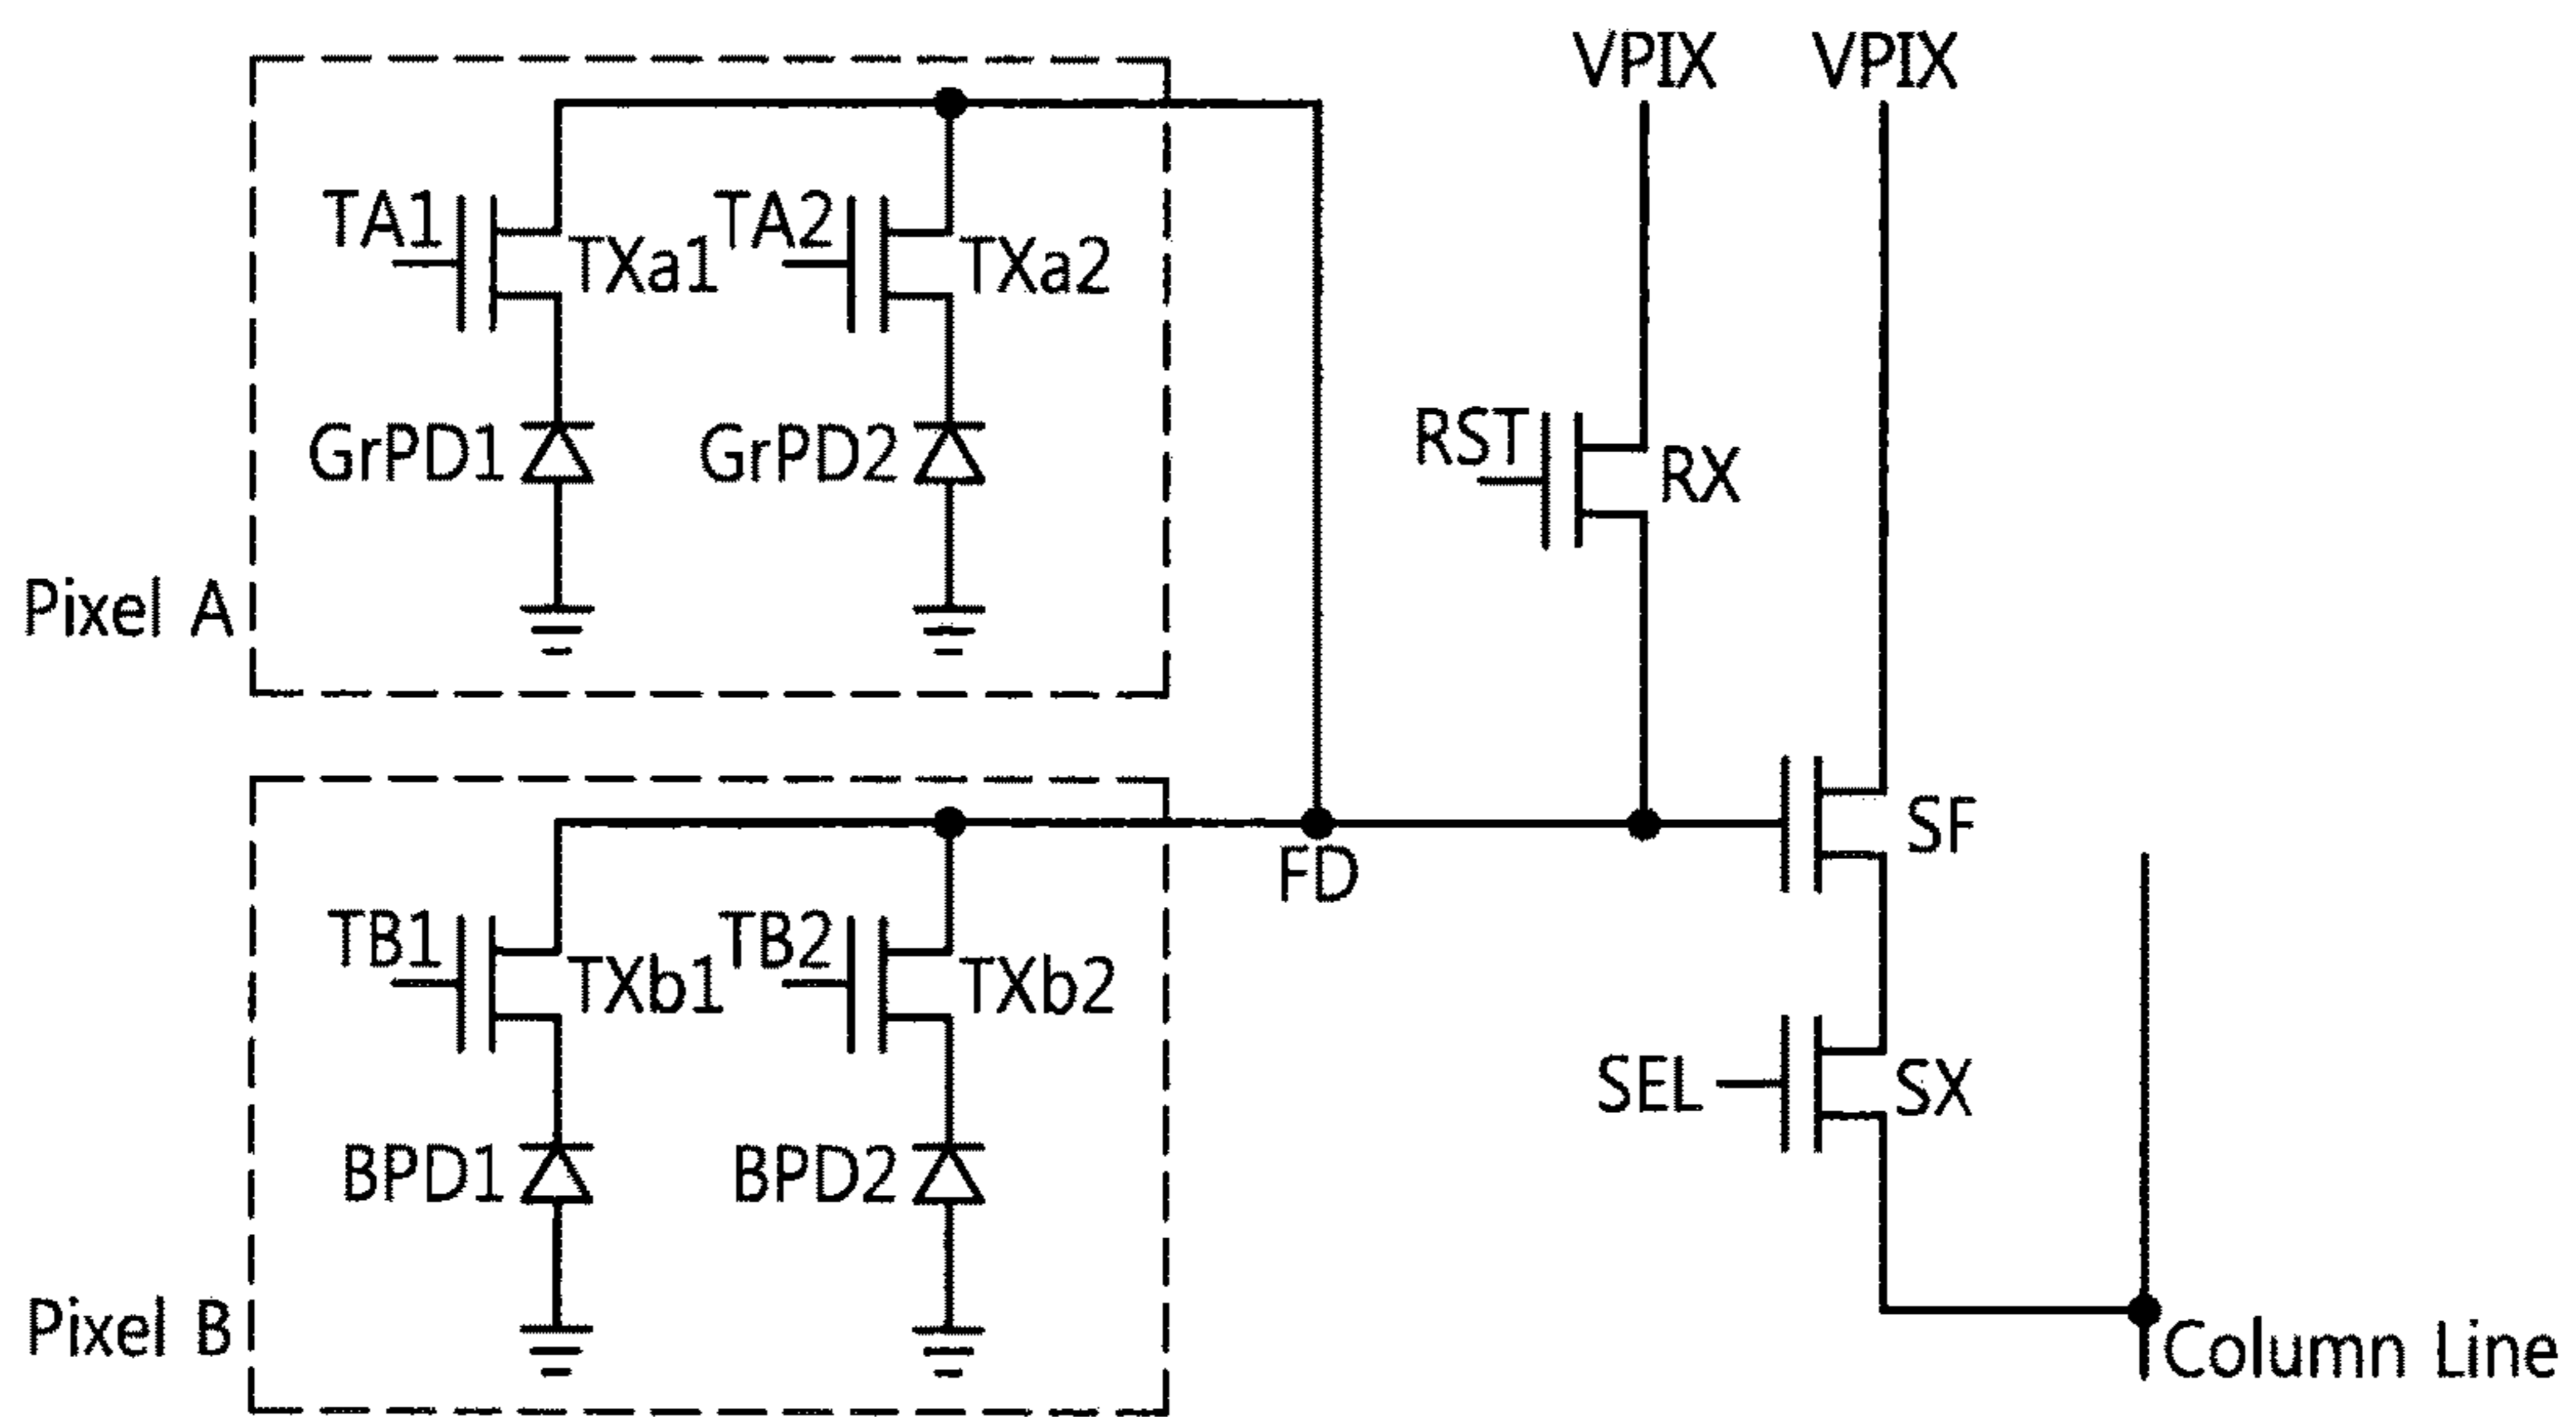 VPIX VPIX
TA1 TXa1 TA2 TXa2
GrPD1 GrPD2
RST RX
Pixel A
SF
FD
TB1 TXb1 TB2 TXb2
SEL SX
BPD1 BPD2
Pixel B
Column Line